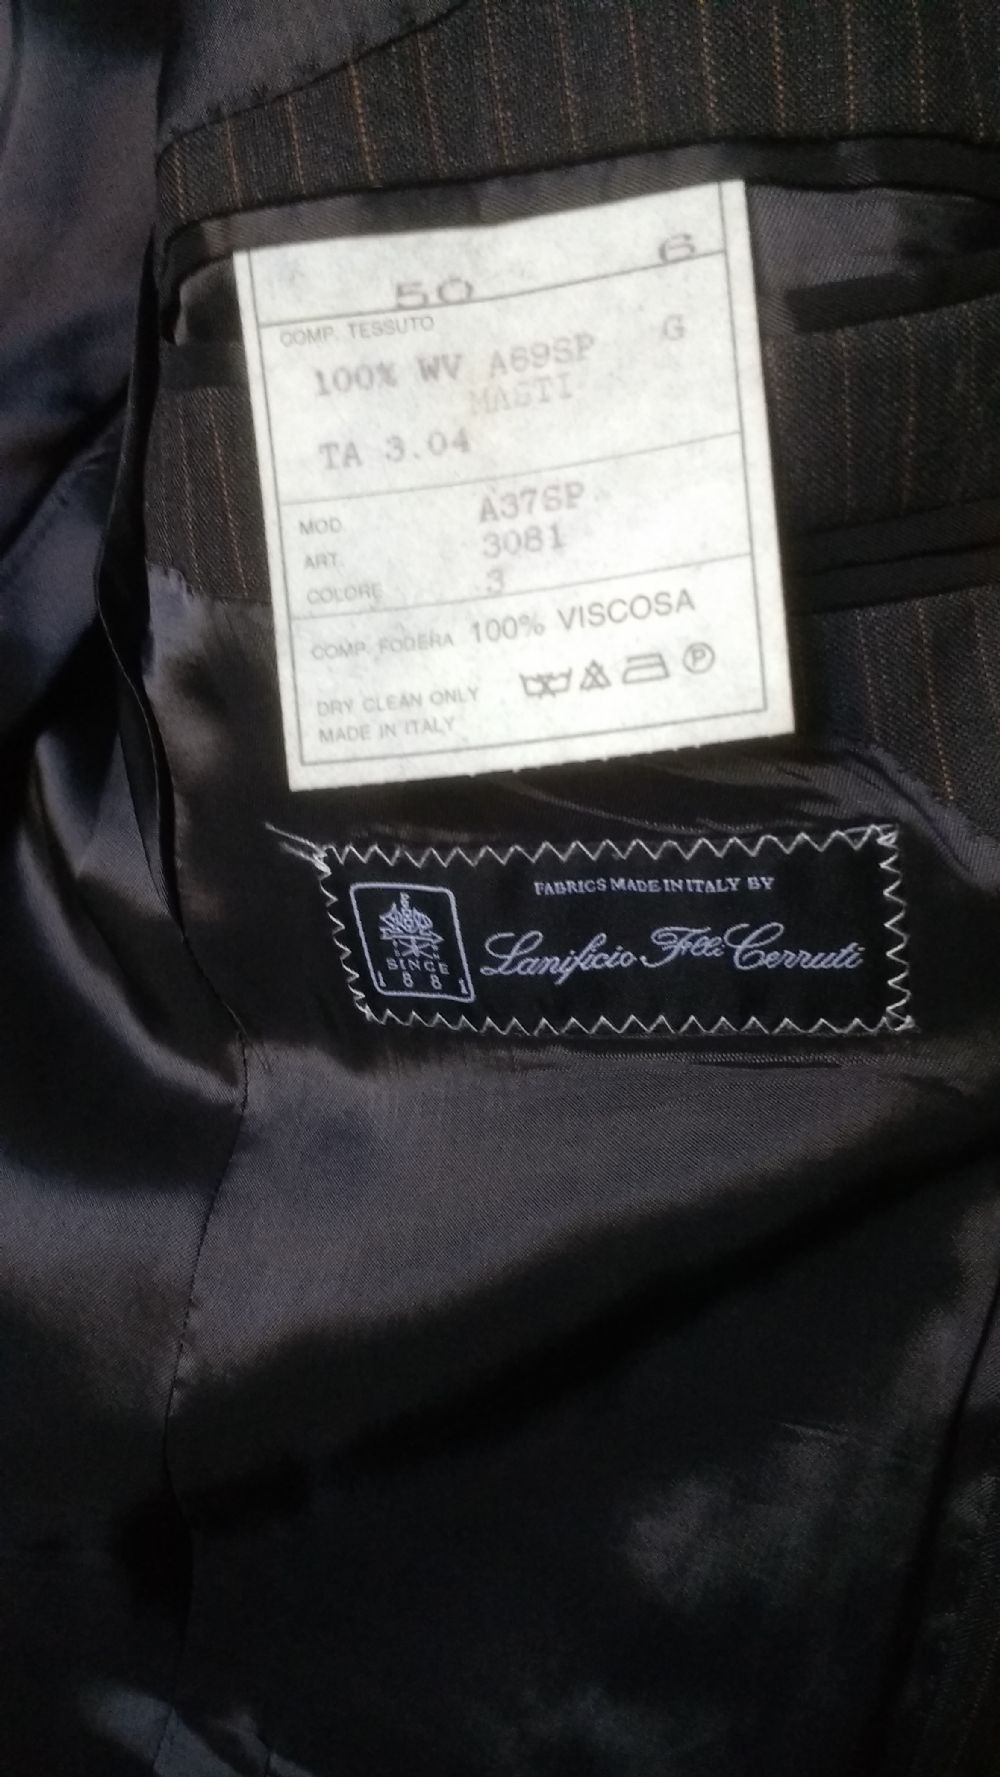 50 6
COMP. TESSUTO
100% WV A69SP G
MASTI
TA 3.04
MOD. A37SP
ART. 3081
COLORE 3
COMP. FODERA 100% VISCOSA
DRY CLEAN ONLY P
MADE IN ITALY
FABRICS MADE IN ITALY BY
Lanificio Flli Cerruti
SINCE
1881